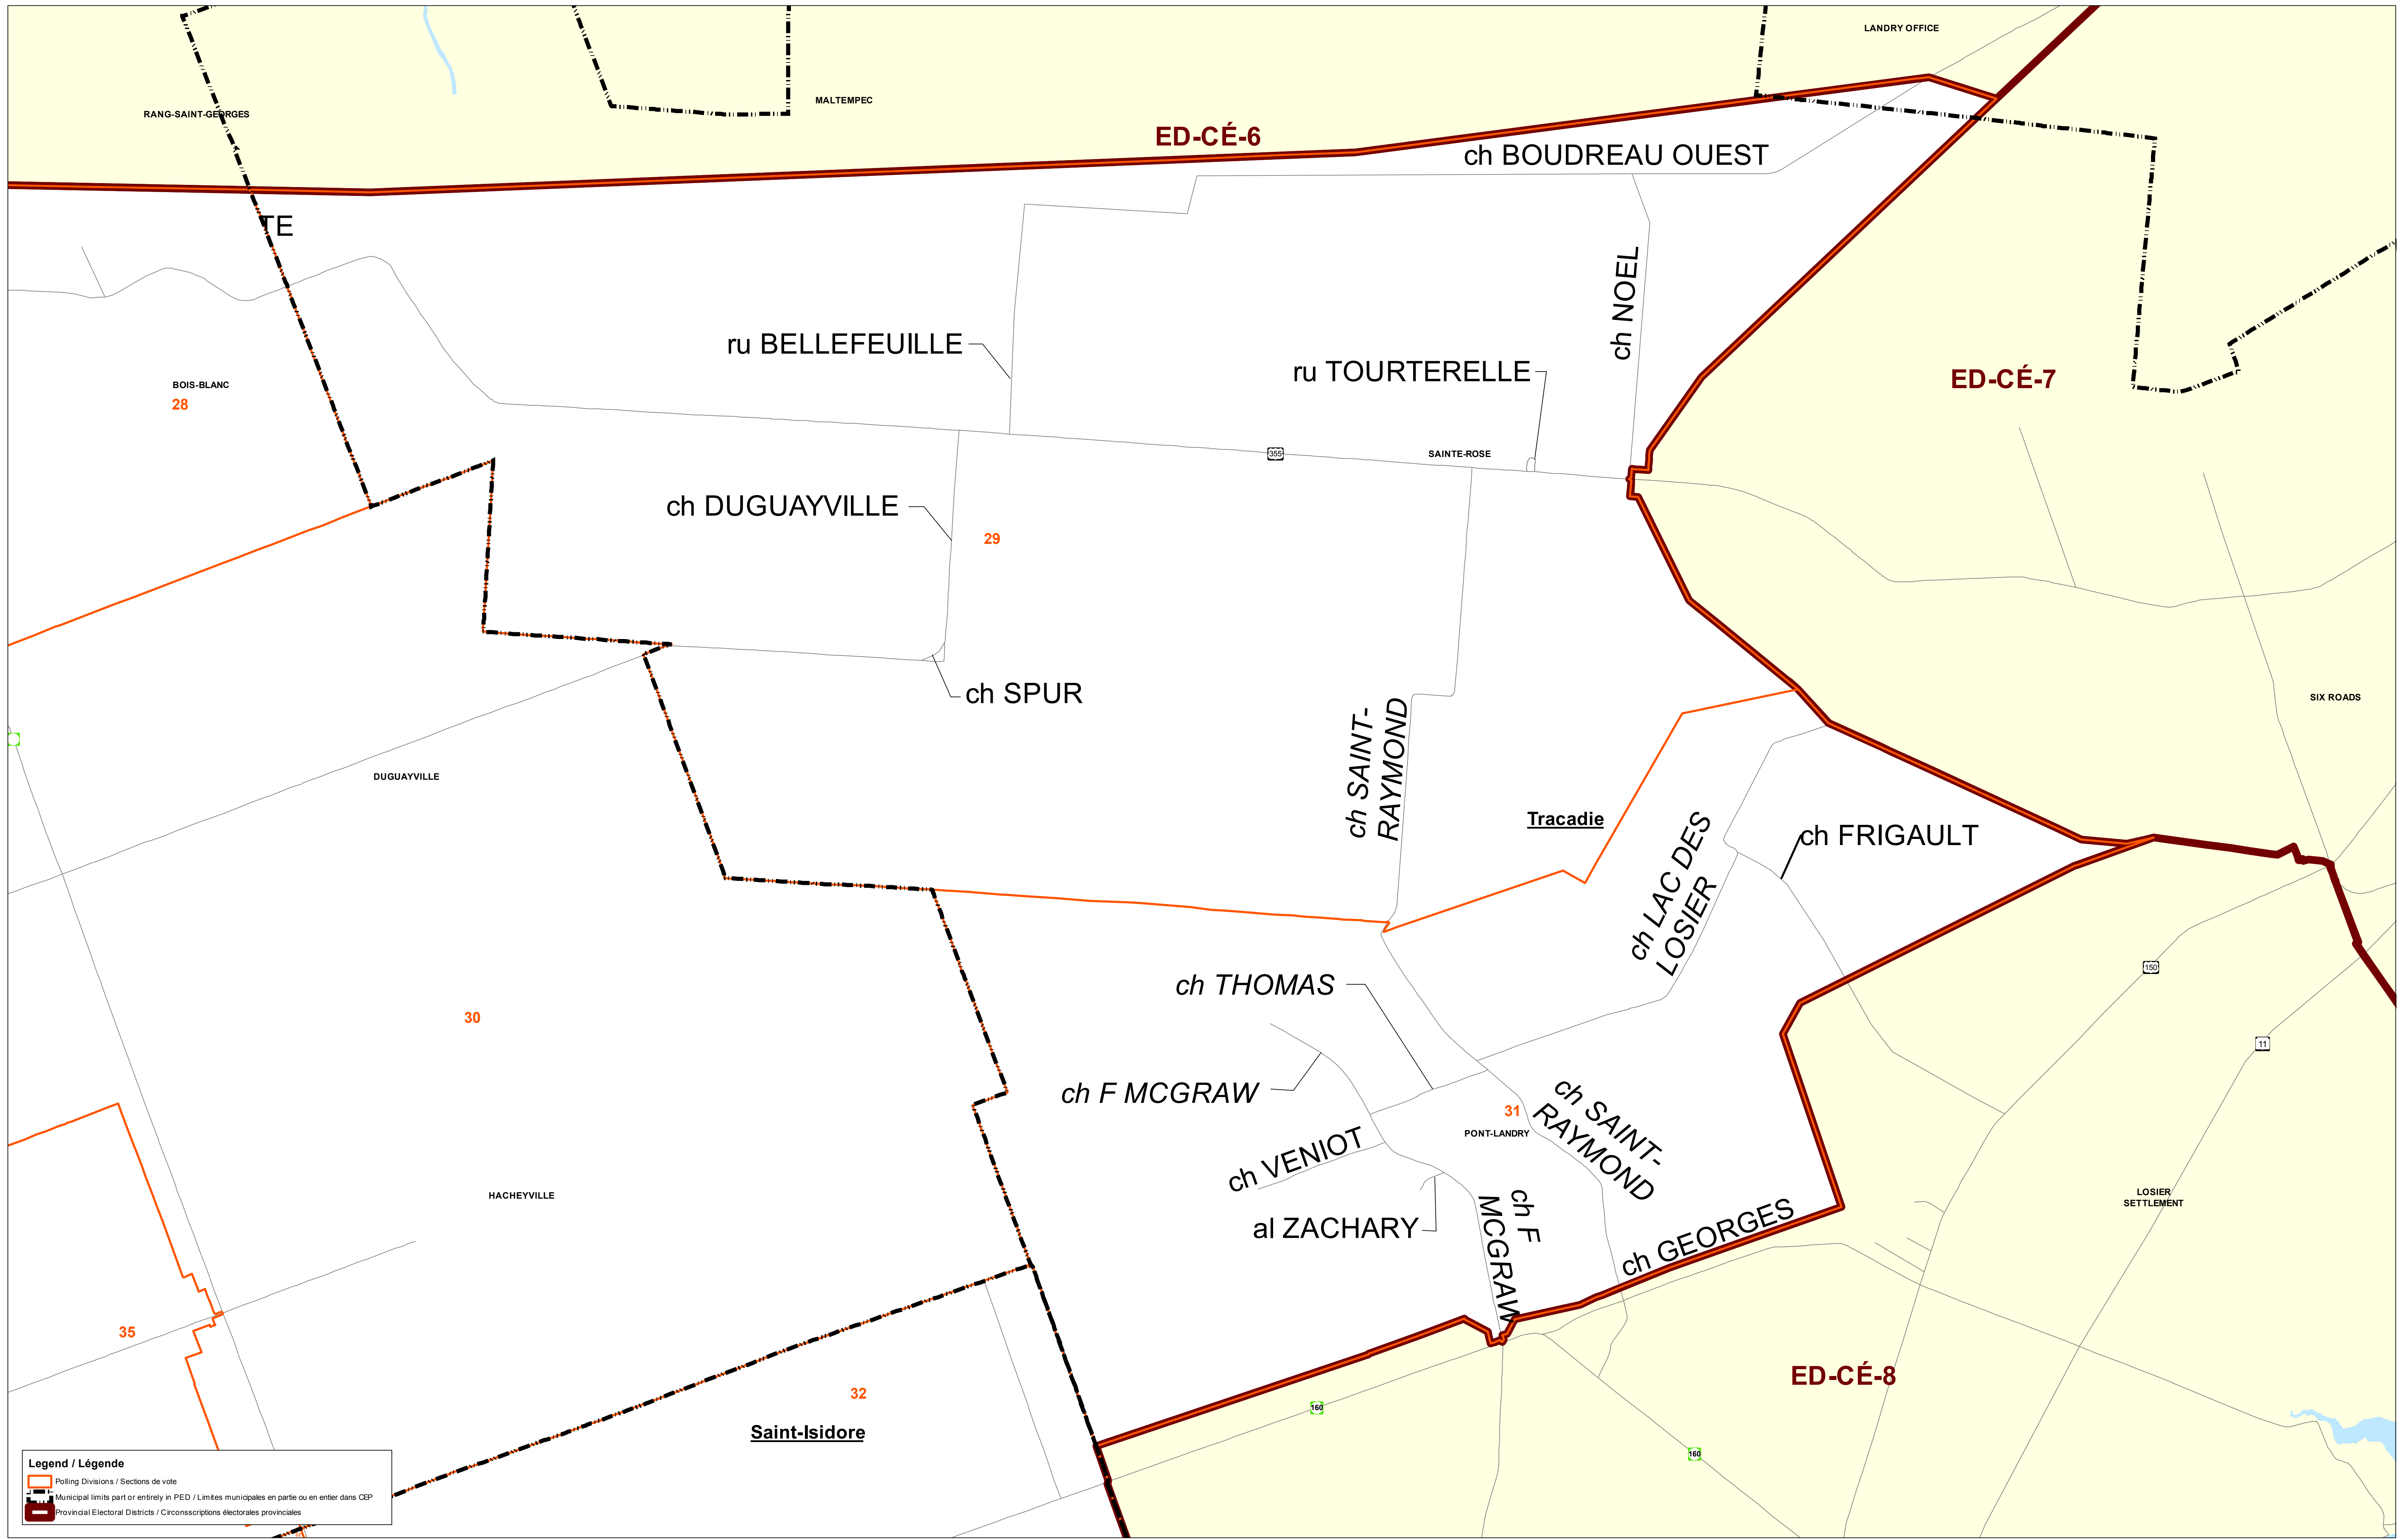 LANDRY OFFICE
RANG-SAINT-GEORGES
MALTEMPEC
ED-CÉ-6
ch BOUDREAU OUEST
TE
ch NOEL
ru BELLEFEUILLE
ru TOURTERELLE
ED-CÉ-7
BOIS-BLANC
28
355
SAINTE-ROSE
ch DUGUAYVILLE
29
ch SPUR
SIX ROADS
ch SAINT-
RAYMOND
DUGUAYVILLE
Tracadie
ch LAC DES
LOSIER
ch FRIGAULT
150
ch THOMAS
30
11
ch F MCGRAW
31
PONT-LANDRY
ch SAINT-
RAYMOND
ch VENIOT
HACHEYVILLE
LOSIER
SETTLEMENT
al ZACHARY
ch F
MCGRAW
ch GEORGES
35
ED-CÉ-8
32
160
Saint-Isidore
160
Legend / Légende
Polling Divisions / Sections de vote
Municipal limits part or entirely in PED / Limites municipales en partie ou en entier dans CEP
Provincial Electoral Districts / Circonsscriptions électorales provinciales